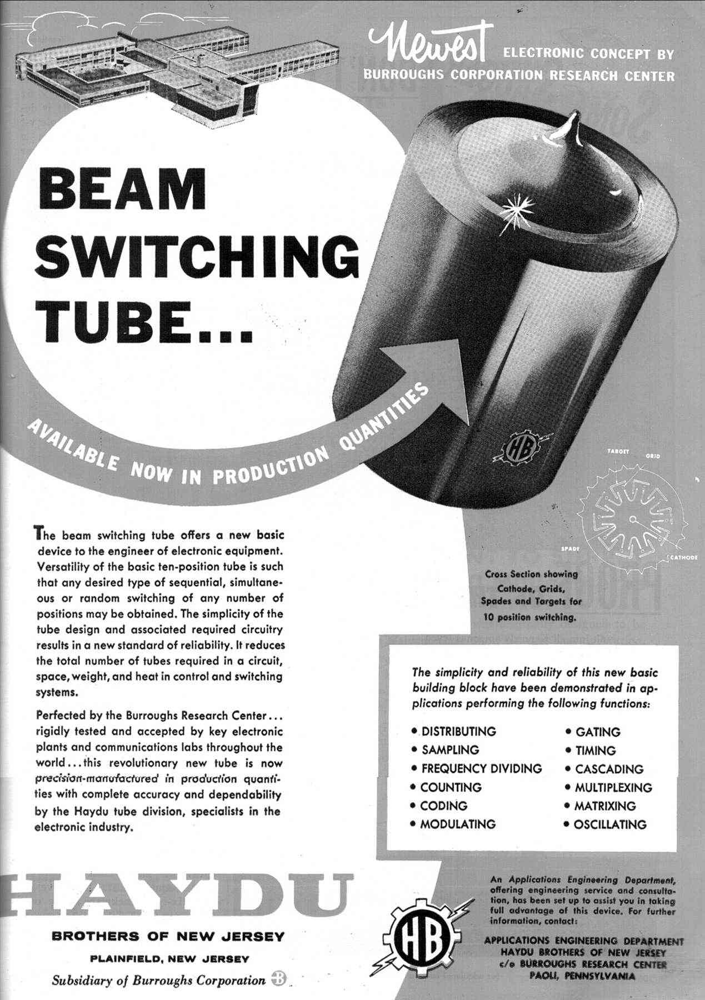 Newest ELECTRONIC CONCEPT BY
BURROUGHS CORPORATION RESEARCH CENTER
BEAM
SWITCHING
TUBE...
AVAILABLE NOW IN PRODUCTION QUANTITIES
HB
TARGET
GRID
SPADE
CATHODE
Cross Section showing
Cathode, Grids,
Spades and Targets for
10 position switching.
The beam switching tube offers a new basic
device to the engineer of electronic equipment.
Versatility of the basic ten-position tube is such
that any desired type of sequential, simultane-
ous or random switching of any number of
positions may be obtained. The simplicity of the
tube design and associated required circuitry
results in a new standard of reliability. It reduces
the total number of tubes required in a circuit,
space, weight, and heat in control and switching
systems.
Perfected by the Burroughs Research Center...
rigidly tested and accepted by key electronic
plants and communications labs throughout the
world...this revolutionary new tube is now
precision-manufactured in production quanti-
ties with complete accuracy and dependability
by the Haydu tube division, specialists in the
electronic industry.
The simplicity and reliability of this new basic
building block have been demonstrated in ap-
plications performing the following functions:
• DISTRIBUTING
• SAMPLING
• FREQUENCY DIVIDING
• COUNTING
• CODING
• MODULATING
• GATING
• TIMING
• CASCADING
• MULTIPLEXING
• MATRIXING
• OSCILLATING
HAYDU
BROTHERS OF NEW JERSEY
PLAINFIELD, NEW JERSEY
Subsidiary of Burroughs Corporation B
HB
An Applications Engineering Department,
offering engineering service and consulta-
tion, has been set up to assist you in taking
full advantage of this device. For further
information, contact:
APPLICATIONS ENGINEERING DEPARTMENT
HAYDU BROTHERS OF NEW JERSEY
c/o BURROUGHS RESEARCH CENTER
PAOLI, PENNSYLVANIA